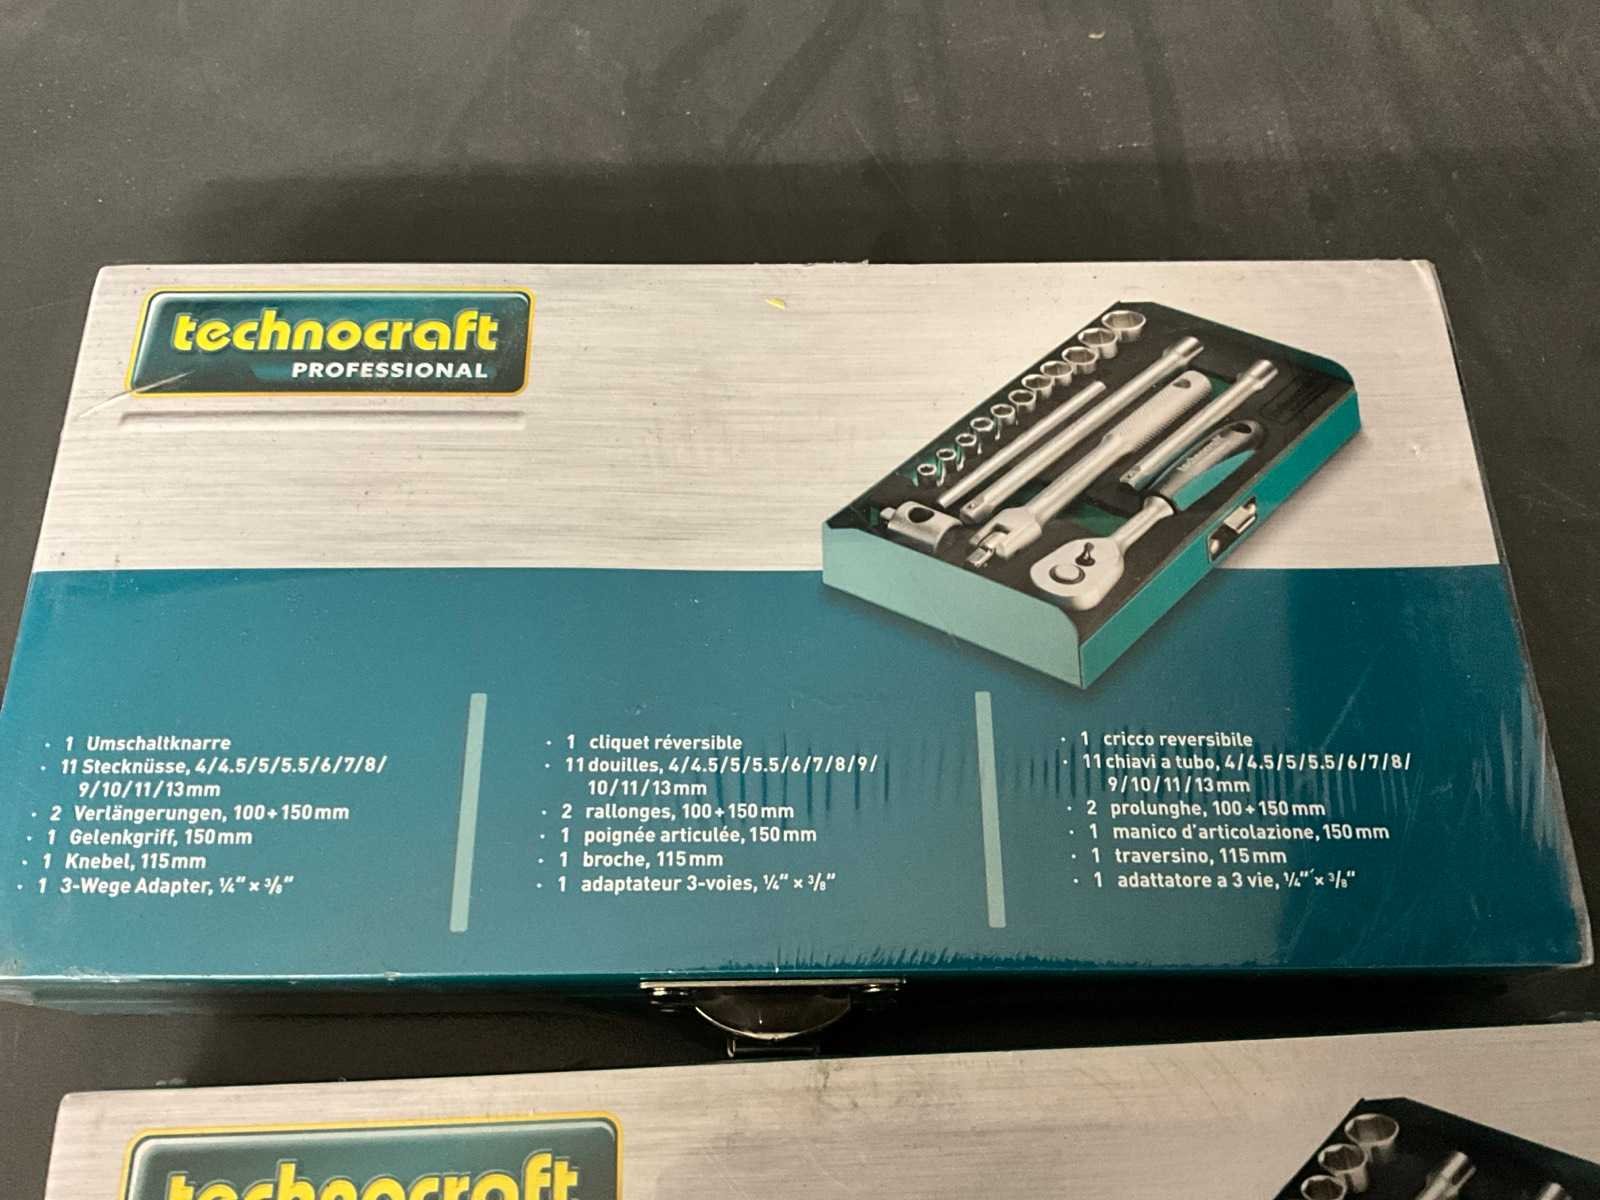 technocraft
PROFESSIONAL
technocraft
· 1 Umschaltknarre
· 11 Stecknüsse, 4/4.5/5/5.5/6/7/8/
9/10/11/13mm
· 2 Verlängerungen, 100+150mm
· 1 Gelenkgriff, 150mm
· 1 Knebel, 115mm
· 1 3-Wege Adapter, ¼" × ³/₈"
· 1 cliquet réversible
· 11 douilles, 4/4.5/5/5.5/6/7/8/9/
10/11/13mm
· 2 rallonges, 100+150mm
· 1 poignée articulée, 150mm
· 1 broche, 115mm
· 1 adaptateur 3-voies, ¼" × ³/₈"
· 1 cricco reversibile
· 11 chiavi a tubo, 4/4.5/5/5.5/6/7/8/
9/10/11/13mm
· 2 prolunghe, 100+150mm
· 1 manico d'articolazione, 150mm
· 1 traversino, 115mm
· 1 adattatore a 3 vie, ¼" × ³/₈"
technocraft